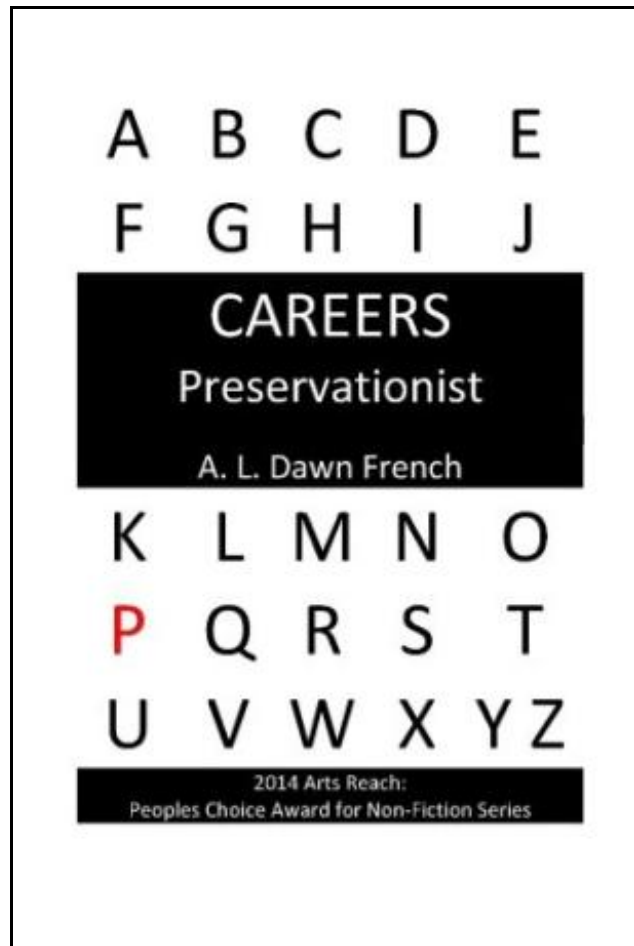 A B C D E
F G H I J
CAREERS
Preservationist
A. L. Dawn French
K L M N O
P Q R S T
U V W X Y Z
2014 Arts Reach:
Peoples Choice Award for Non-Fiction Series